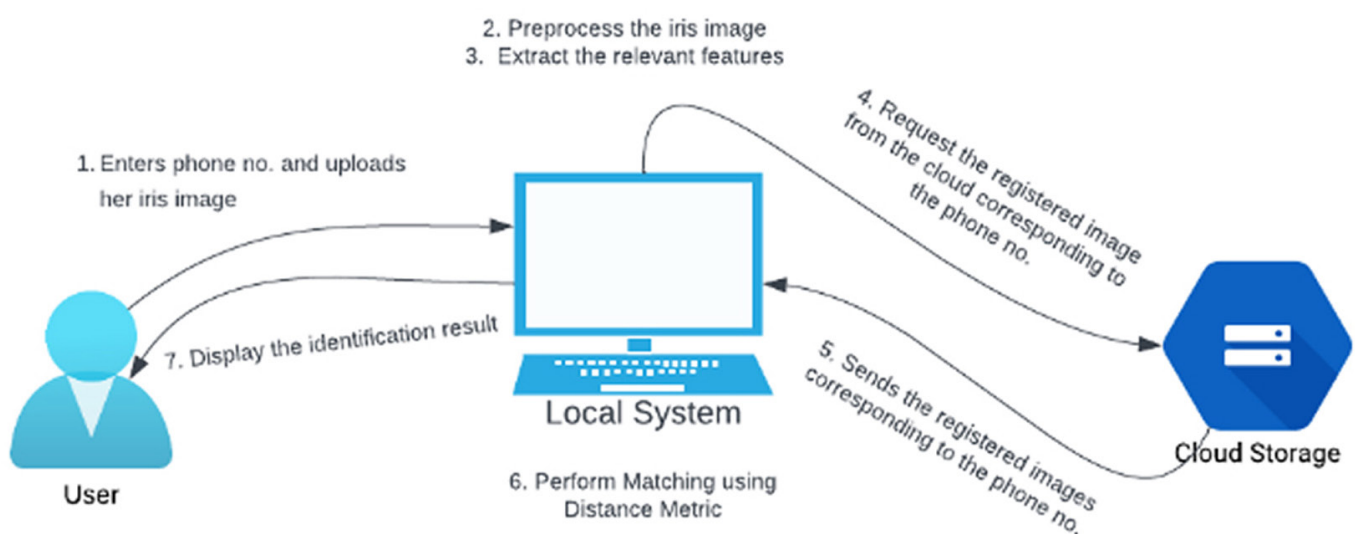 2. Preprocess the iris image
3. Extract the relevant features
1. Enters phone no. and uploads
her iris image
4. Request the registered image
from the cloud corresponding to
the phone no.
7. Display the identification result
5. Sends the registered images
corresponding to the phone no.
Local System
Cloud Storage
6. Perform Matching using
Distance Metric
User